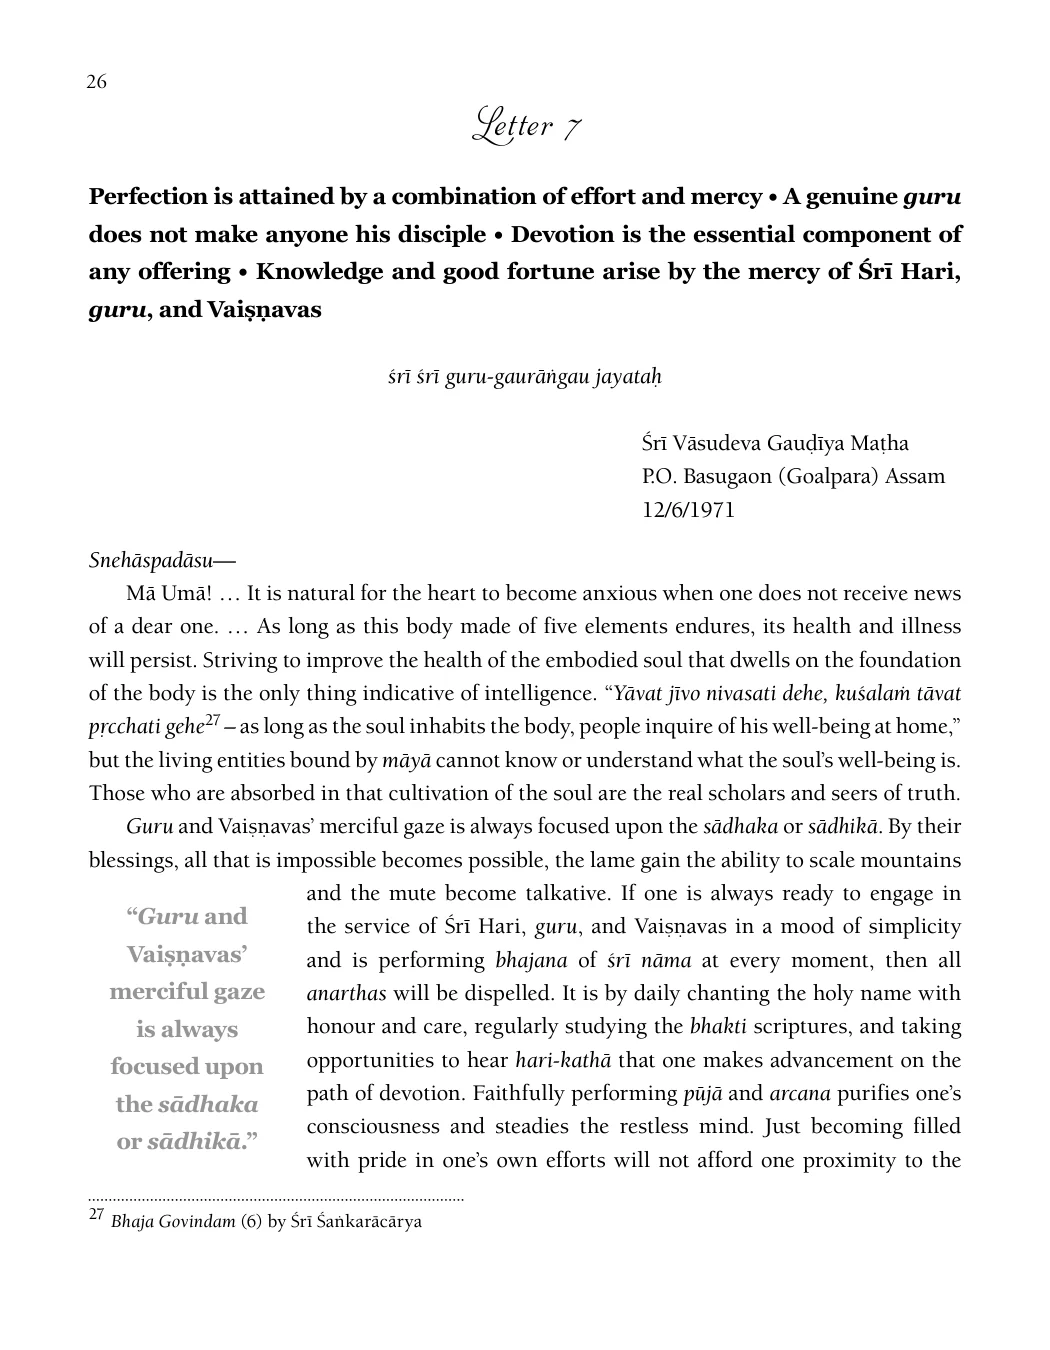 26
Letter 7
Perfection is attained by a combination of effort and mercy • A genuine guru
does not make anyone his disciple • Devotion is the essential component of
any offering • Knowledge and good fortune arise by the mercy of Śrī Hari,
guru, and Vaiṣṇavas
śrī śrī guru-gaurāṅgau jayataḥ
Śrī Vāsudeva Gauḍīya Maṭha
P.O. Basugaon (Goalpara) Assam
12/6/1971
Snehāspadāsu—
Mā Umā! … It is natural for the heart to become anxious when one does not receive news
of a dear one. … As long as this body made of five elements endures, its health and illness
will persist. Striving to improve the health of the embodied soul that dwells on the foundation
of the body is the only thing indicative of intelligence. “Yāvat jīvo nivasati dehe, kuśalaṁ tāvat
pṛcchati gehe27 – as long as the soul inhabits the body, people inquire of his well-being at home,”
but the living entities bound by māyā cannot know or understand what the soul’s well-being is.
Those who are absorbed in that cultivation of the soul are the real scholars and seers of truth.
Guru and Vaiṣṇavas’ merciful gaze is always focused upon the sādhaka or sādhikā. By their
blessings, all that is impossible becomes possible, the lame gain the ability to scale mountains
and the mute become talkative. If one is always ready to engage in
the service of Śrī Hari, guru, and Vaiṣṇavas in a mood of simplicity
and is performing bhajana of śrī nāma at every moment, then all
anarthas will be dispelled. It is by daily chanting the holy name with
honour and care, regularly studying the bhakti scriptures, and taking
opportunities to hear hari-kathā that one makes advancement on the
path of devotion. Faithfully performing pūjā and arcana purifies one’s
consciousness and steadies the restless mind. Just becoming filled
with pride in one’s own efforts will not afford one proximity to the
“Guru and
Vaiṣṇavas’
merciful gaze
is always
focused upon
the sādhaka
or sādhikā.”
27 Bhaja Govindam (6) by Śrī Śaṅkarācārya